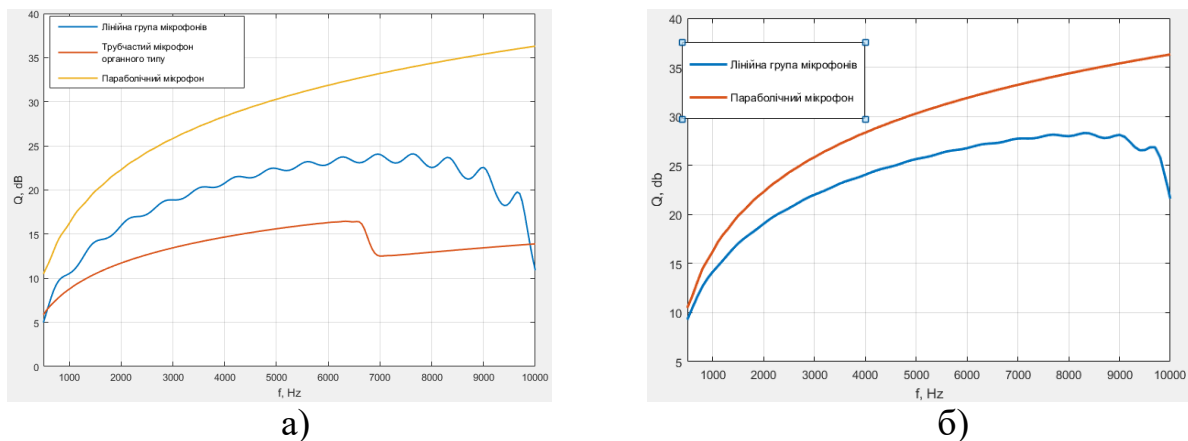 40
35
30
25
20
15
10
5
0
Q, dB
Лінійна група мікрофонів
Трубчастий мікрофон
органного типу
Параболічний мікрофон
1000 2000 3000 4000 5000 6000 7000 8000 9000 10000
f, Hz
а)
40
35
30
25
20
15
10
5
Q, db
Лінійна група мікрофонів
Параболічний мікрофон
1000 2000 3000 4000 5000 6000 7000 8000 9000 10000
f, Hz
б)